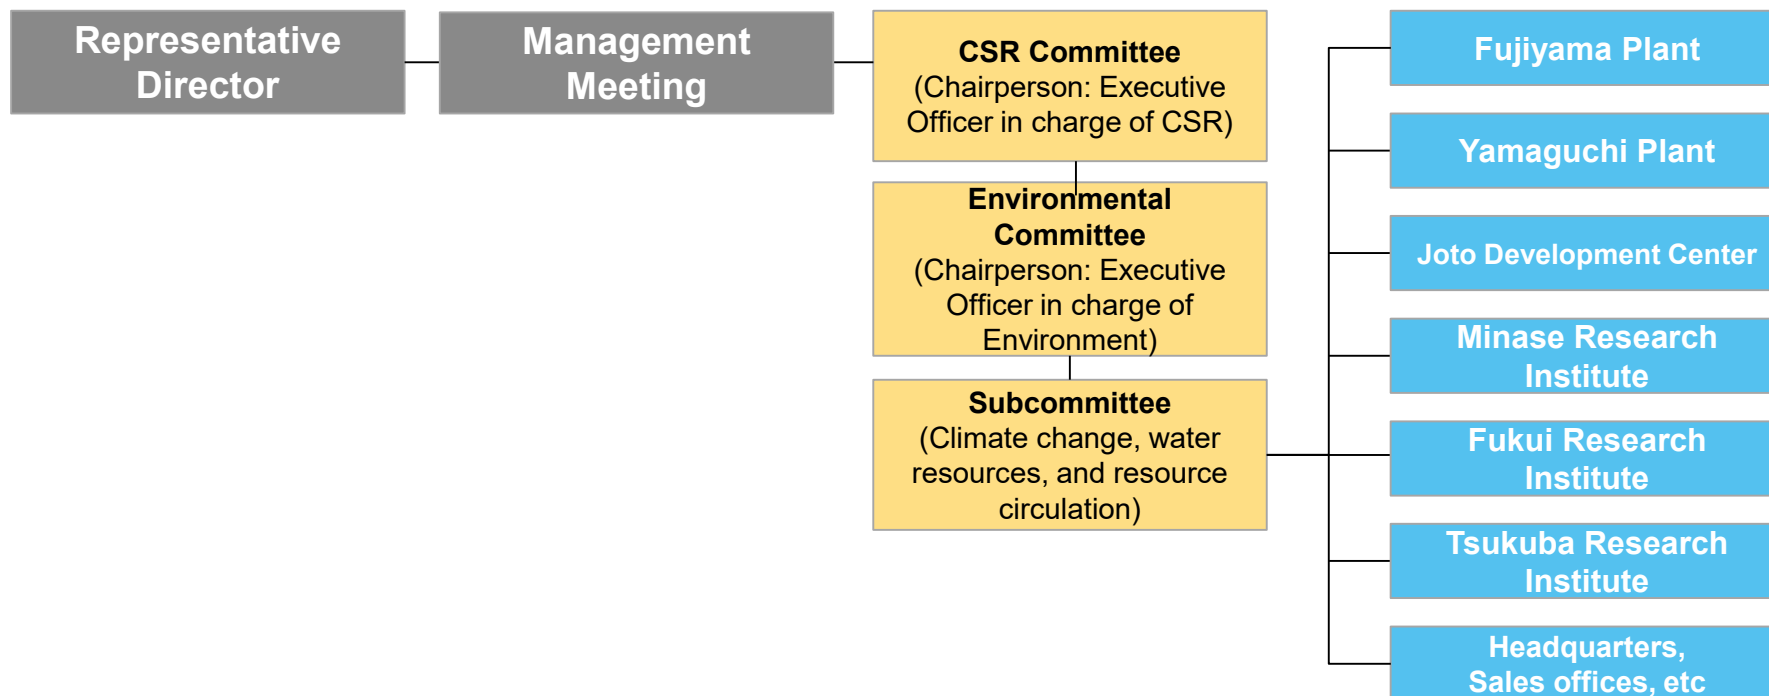 Representative
Director
Management
Meeting
CSR Committee
(Chairperson: Executive
Officer in charge of CSR)
Environmental
Committee
(Chairperson: Executive
Officer in charge of
Environment)
Subcommittee
(Climate change, water
resources, and resource
circulation)
Fujiyama Plant
Yamaguchi Plant
Joto Development Center
Minase Research
Institute
Fukui Research
Institute
Tsukuba Research
Institute
Headquarters,
Sales offices, etc